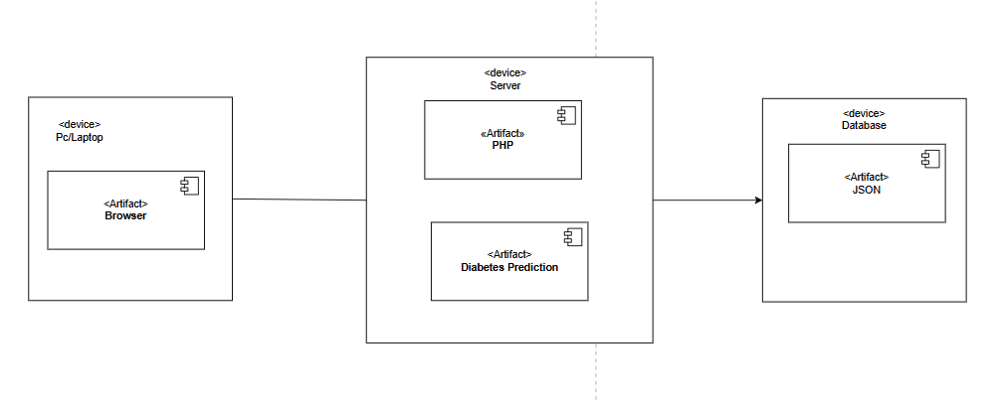 <device>
Pc/Laptop
<Artifact>
Browser
<device>
Server
«Artifact»
PHP
<Artifact>
Diabetes Prediction
<device>
Database
<Artifact>
JSON